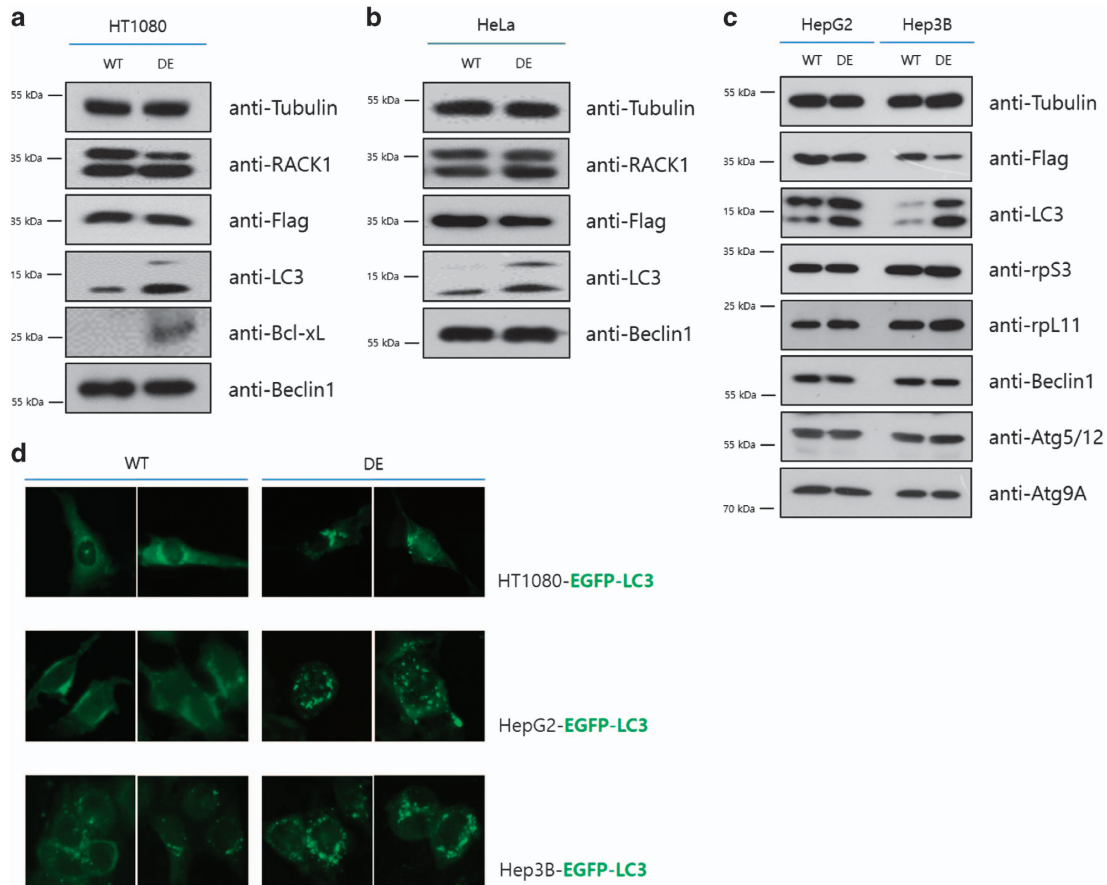 a
HT1080
WT DE
55 kDa
anti-Tubulin
35 kDa
anti-RACK1
35 kDa
anti-Flag
15 kDa
anti-LC3
25 kDa
anti-Bcl-xL
55 kDa
anti-Beclin1
b
HeLa
WT DE
55 kDa
anti-Tubulin
35 kDa
anti-RACK1
35 kDa
anti-Flag
15 kDa
anti-LC3
55 kDa
anti-Beclin1
c
HepG2 Hep3B
WT DE WT DE
55 kDa
anti-Tubulin
35 kDa
anti-Flag
15 kDa
anti-LC3
35 kDa
anti-rpS3
25 kDa
anti-rpL11
55 kDa
anti-Beclin1
55 kDa
anti-Atg5/12
70 kDa
anti-Atg9A
d
WT DE
HT1080-EGFP-LC3
HepG2-EGFP-LC3
Hep3B-EGFP-LC3